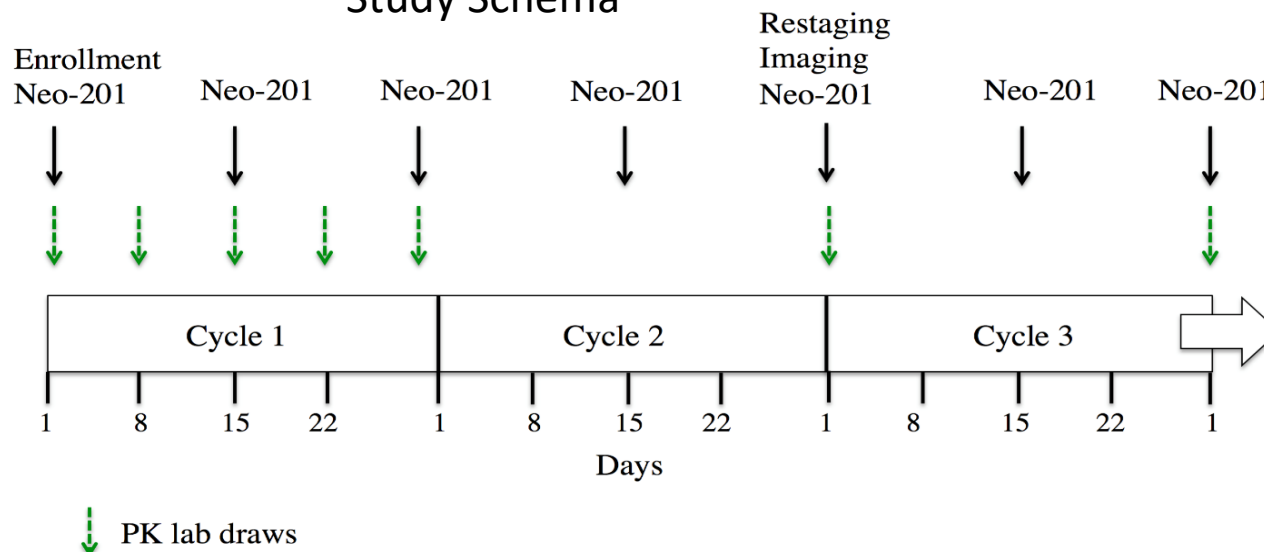 Study Schema
Enrollment
Neo-201
Neo-201
Neo-201
Neo-201
Restaging
Imaging
Neo-201
Neo-201
Neo-201
Cycle 1
Cycle 2
Cycle 3
1 8 15 22 1 8 15 22 1 8 15 22 1
Days
PK lab draws